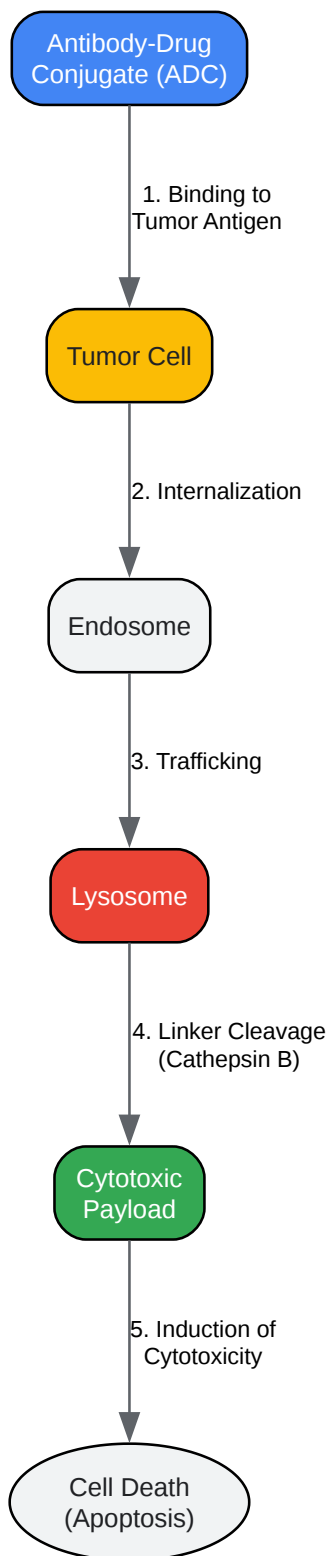 Antibody-Drug
Conjugate (ADC)
1. Binding to
Tumor Antigen
Tumor Cell
2. Internalization
Endosome
3. Trafficking
Lysosome
4. Linker Cleavage
(Cathepsin B)
Cytotoxic
Payload
5. Induction of
Cytotoxicity
Cell Death
(Apoptosis)